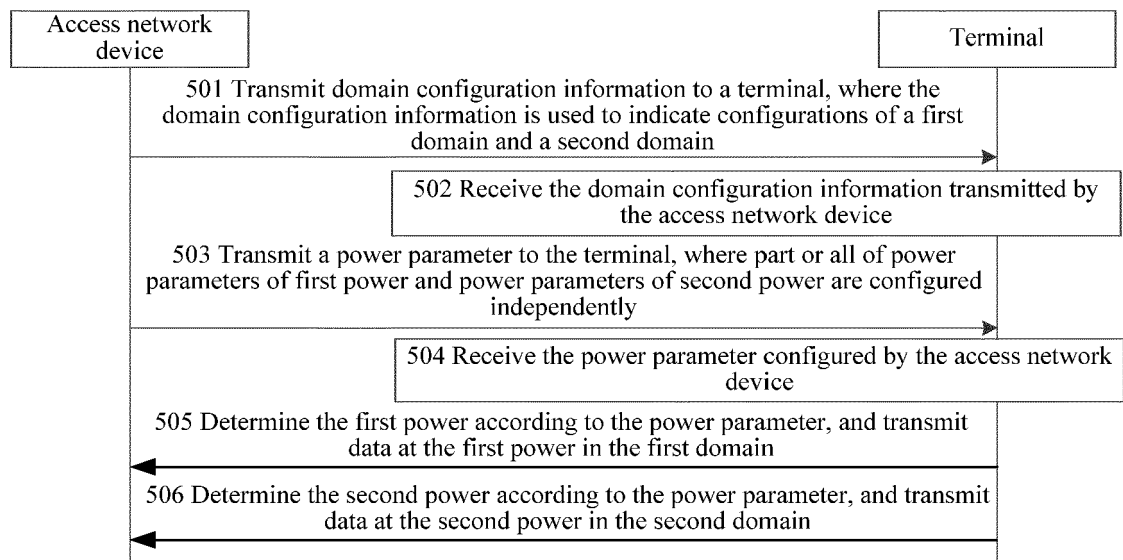 Access network
device
Terminal
501 Transmit domain configuration information to a terminal, where the
domain configuration information is used to indicate configurations of a first
domain and a second domain
502 Receive the domain configuration information transmitted by
the access network device
503 Transmit a power parameter to the terminal, where part or all of power
parameters of first power and power parameters of second power are configured
independently
504 Receive the power parameter configured by the access network
device
505 Determine the first power according to the power parameter, and transmit
data at the first power in the first domain
506 Determine the second power according to the power parameter, and transmit
data at the second power in the second domain